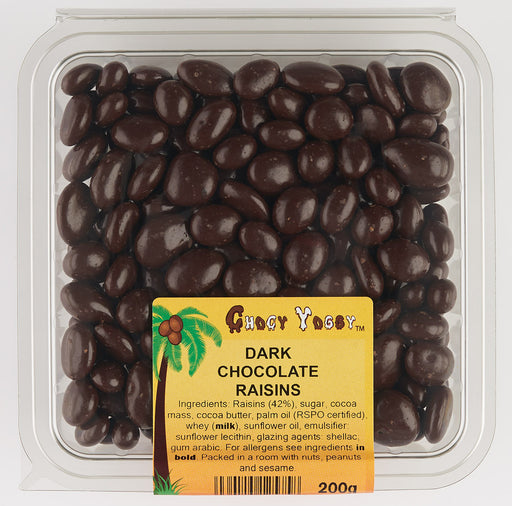 Chocy Yoggy™
DARK
CHOCOLATE
RAISINS
Ingredients: Raisins (42%), sugar, cocoa
mass, cocoa butter, palm oil (RSPO certified),
whey (milk), sunflower oil, emulsifier:
sunflower lecithin, glazing agents: shellac,
gum arabic. For allergens see ingredients in
bold. Packed in a room with nuts, peanuts
and sesame
200g